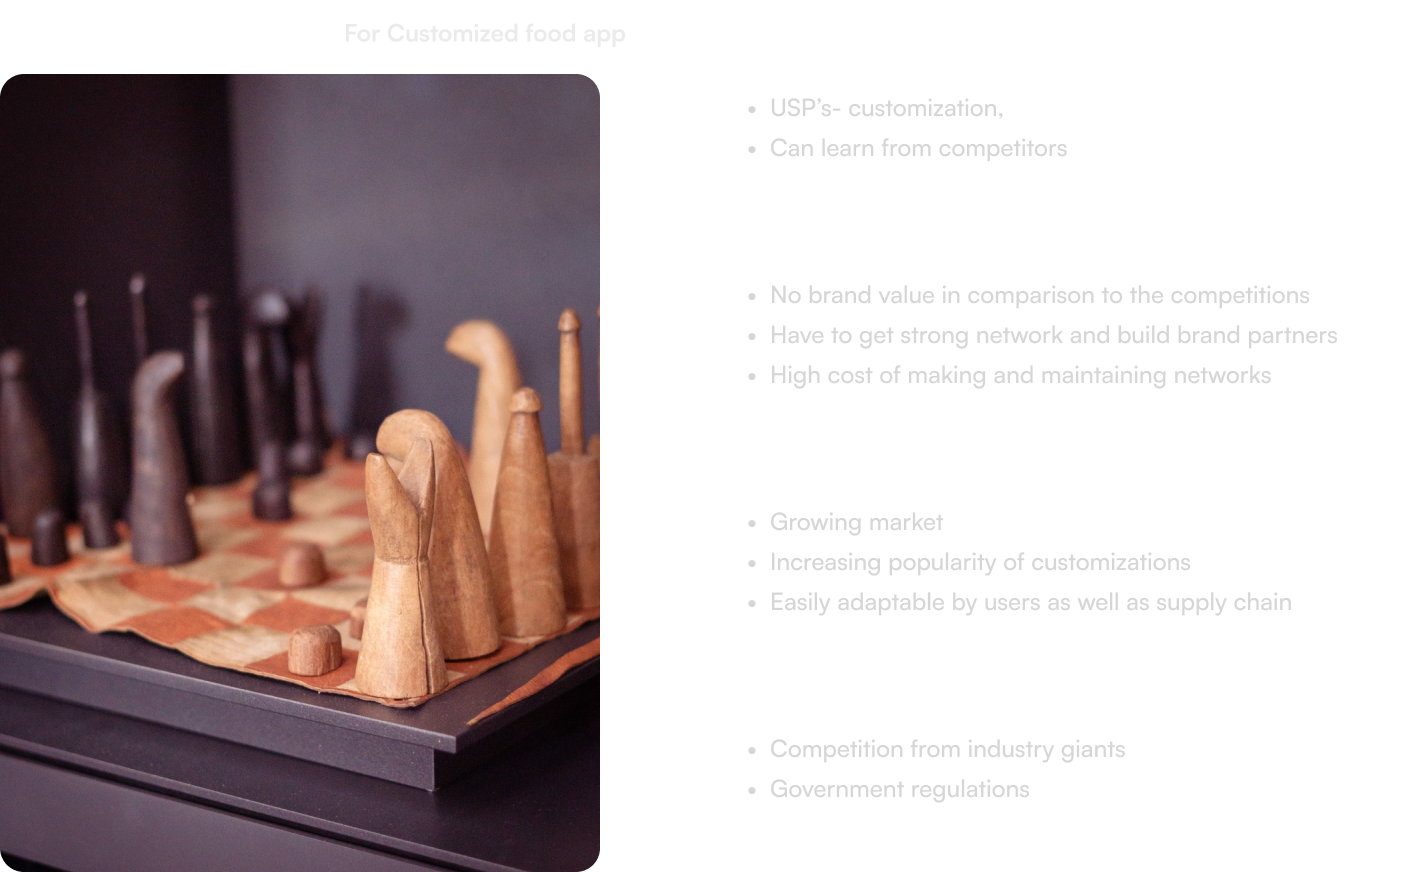 For Customized food app
• USP’s- customization,
• Can learn from competitors
• No brand value in comparison to the competitions
• Have to get strong network and build brand partners
• High cost of making and maintaining networks
• Growing market
• Increasing popularity of customizations
• Easily adaptable by users as well as supply chain
• Competition from industry giants
• Government regulations